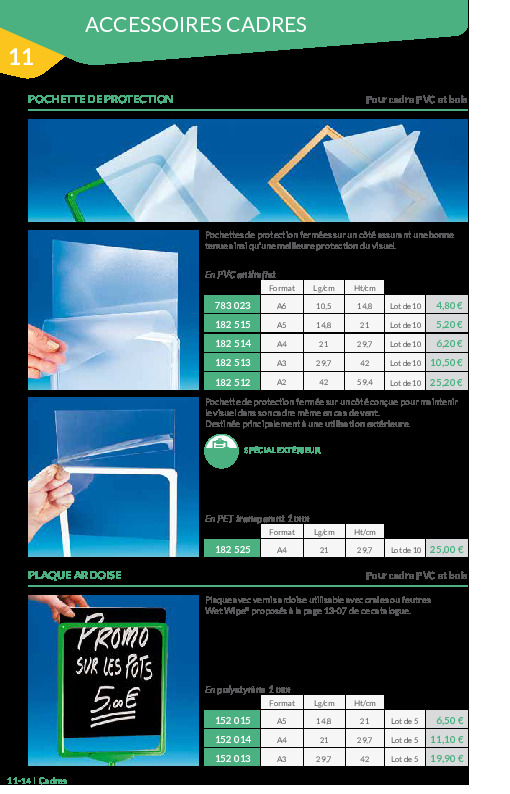 ACCESSOIRES CADRES
11
POCHETTE DE PROTECTION Pour cadre PVC et bois
Pochettes de protection fermées sur un côté assurant une bonne
tenue ainsi qu'une meilleure protection du visuel.
En PVC antireflet
Format Lg/cm Ht/cm
783 023 A6 10,5 14,8 Lot de 10 4,80 €
182 515 A5 14,8 21 Lot de 10 5,20 €
182 514 A4 21 29,7 Lot de 10 6,20 €
182 513 A3 29,7 42 Lot de 10 10,50 €
182 512 A2 42 59,4 Lot de 10 25,20 €
Pochette de protection fermée sur un côté conçue pour maintenir
le visuel dans son cadre même en cas de vent.
Destinée principalement à une utilisation extérieure.
SPÉCIAL EXTÉRIEUR
En PET transparent 1 mm
Format Lg/cm Ht/cm
182 525 A4 21 29,7 Lot de 10 25,00 €
PLAQUE ARDOISE Pour cadre PVC et bois
Plaque avec vernis ardoise utilisable avec craies ou feutres
Wet Wipe® proposés à la page 13-07 de ce catalogue.
PROMO
SUR LES POTS
5,00 €
En polystyrène 1 mm
Format Lg/cm Ht/cm
152 015 A5 14,8 21 Lot de 5 6,50 €
152 014 A4 21 29,7 Lot de 5 11,10 €
152 013 A3 29,7 42 Lot de 5 19,90 €
11-14 | Cadres